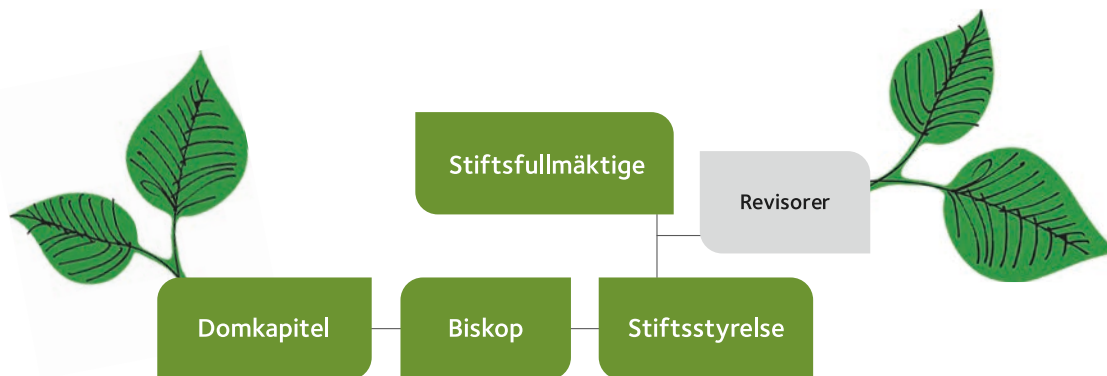 Stiftsfullmäktige
Revisorer
Domkapitel
Biskop
Stiftsstyrelse